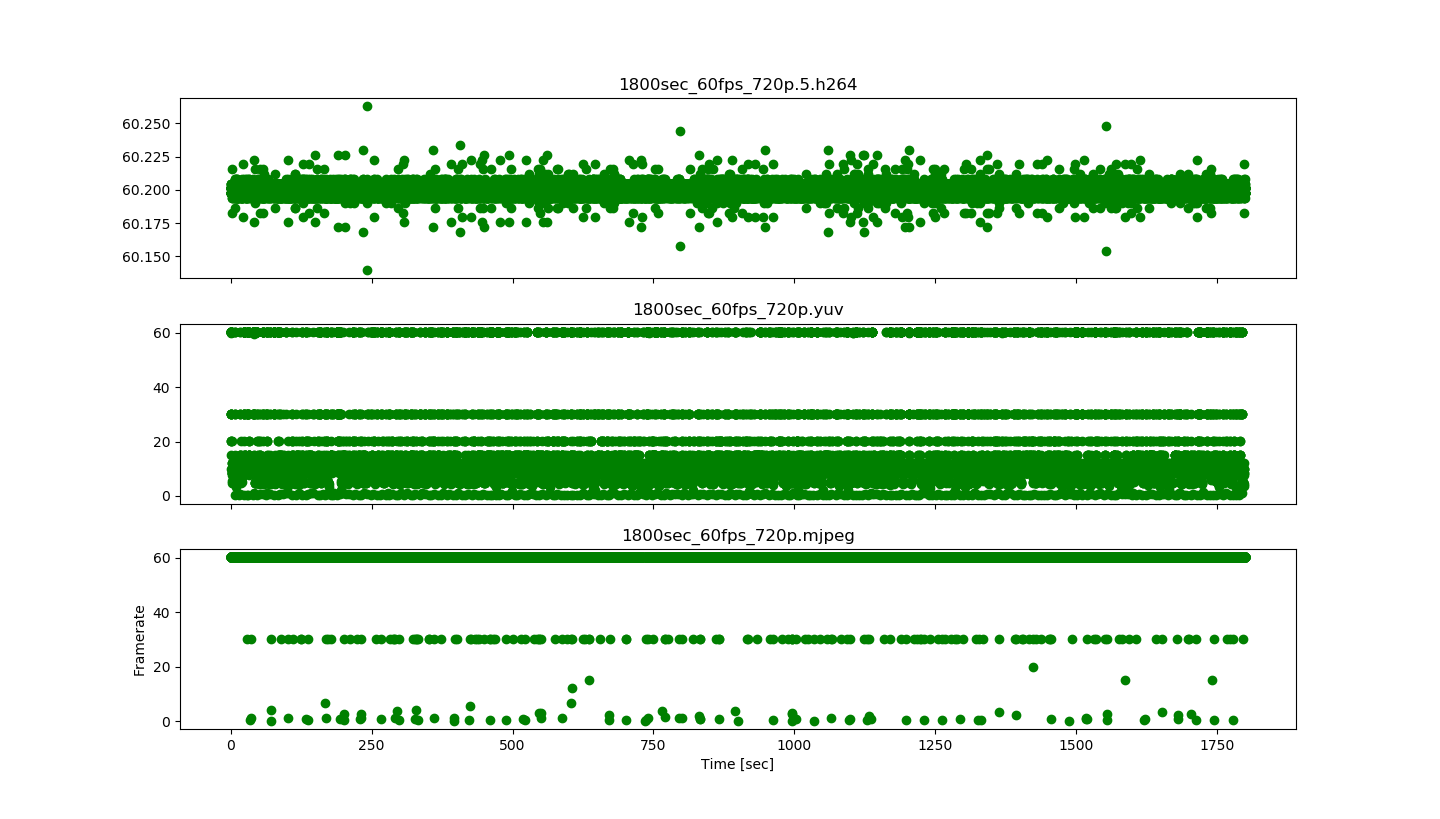 1800sec_60fps_720p.5.h264
60.250
60.225
60.200
60.175
60.150
1800sec_60fps_720p.yuv
60
40
20
0
1800sec_60fps_720p.mjpeg
60
40
20
0
Framerate
0 250 500 750 1000 1250 1500 1750
Time [sec]